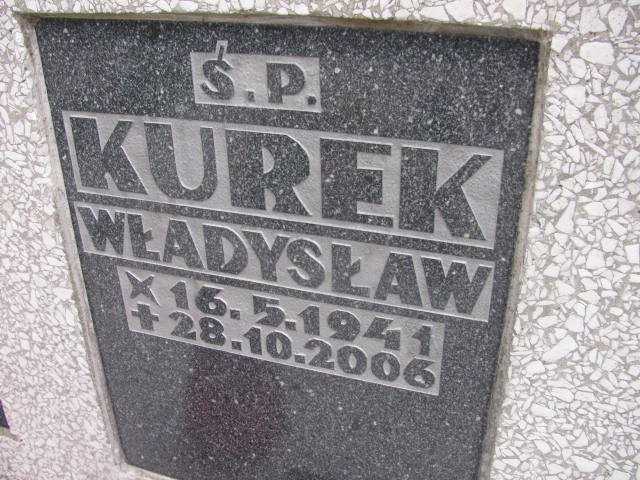 Ś.P.
KUREK
WŁADYSŁAW
× 16.5.1941
+ 28.10.2006